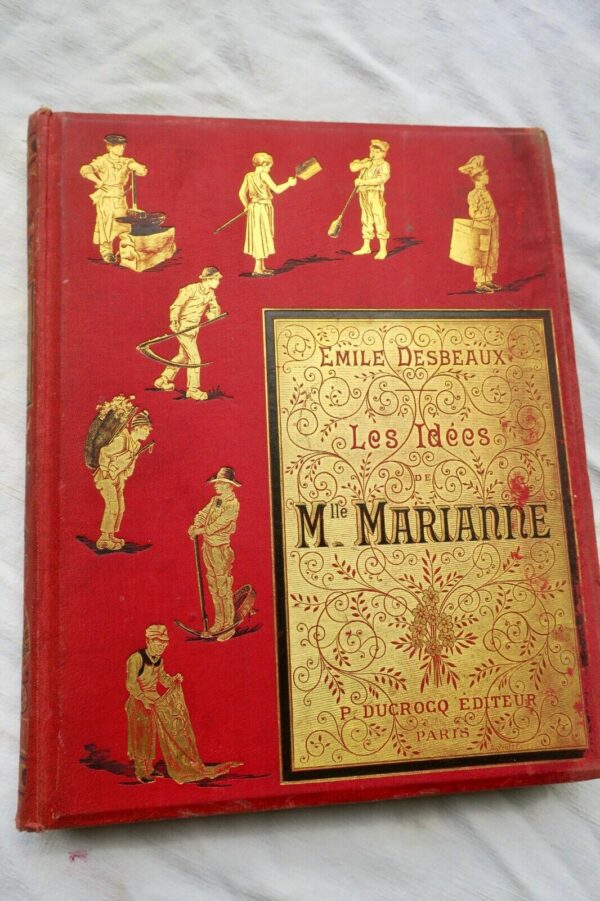 EMILE DESBEAUX
Les Idées
DE
Mlle MARIANNE
P. DUCROCQ EDITEUR
PARIS